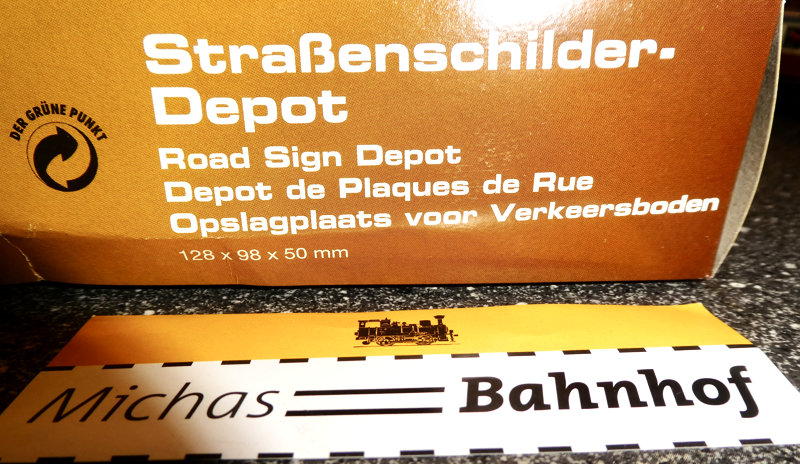 Straßenschilder-
Depot
DER GRÜNE PUNKT
Road Sign Depot
Depot de Plaques de Rue
Opslagplaats voor Verkeersboden
128 x 98 x 50 mm
Michas Bahnhof